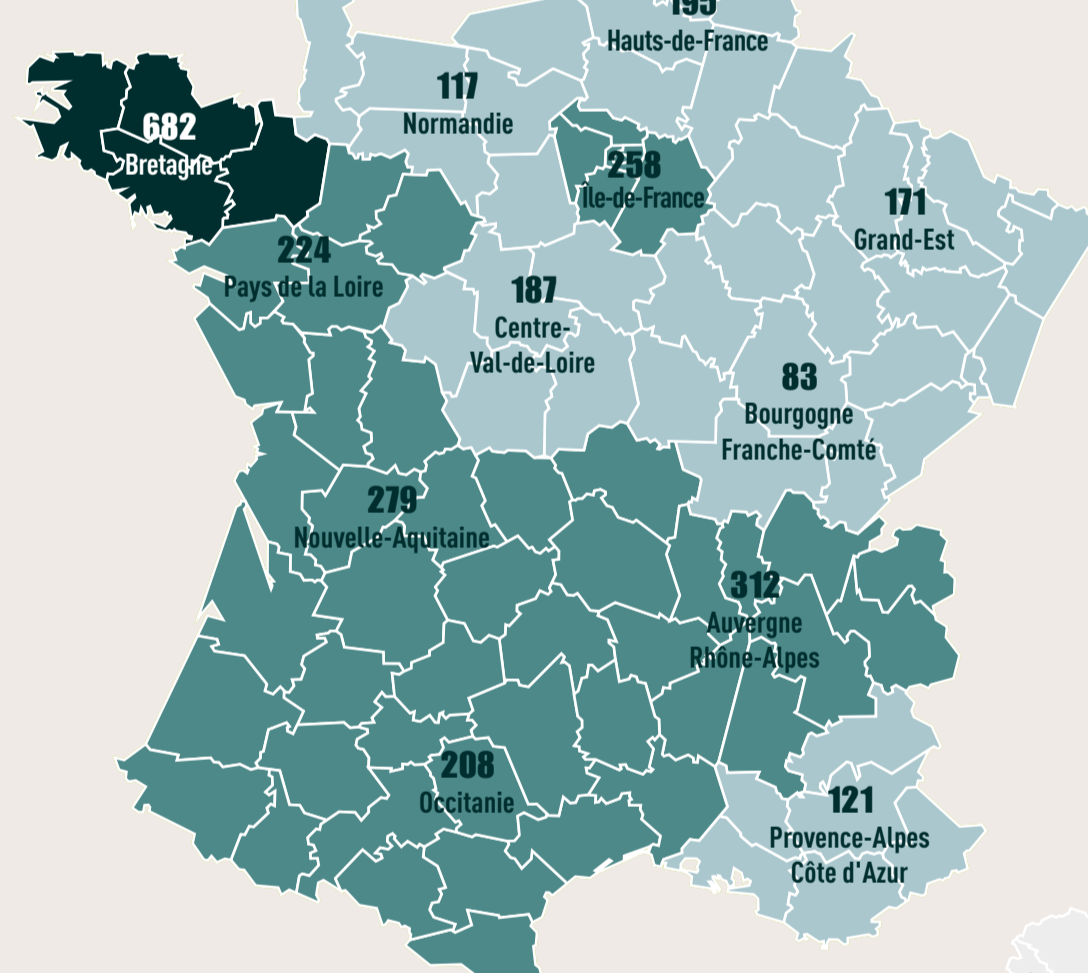 195
Hauts-de-France
117
Normandie
682
Bretagne
258
Île-de-France
171
Grand-Est
224
Pays de la Loire
187
Centre-
Val-de-Loire
83
Bourgogne
Franche-Comté
279
Nouvelle-Aquitaine
312
Auvergne
Rhône-Alpes
208
Occitanie
121
Provence-Alpes
Côte d'Azur